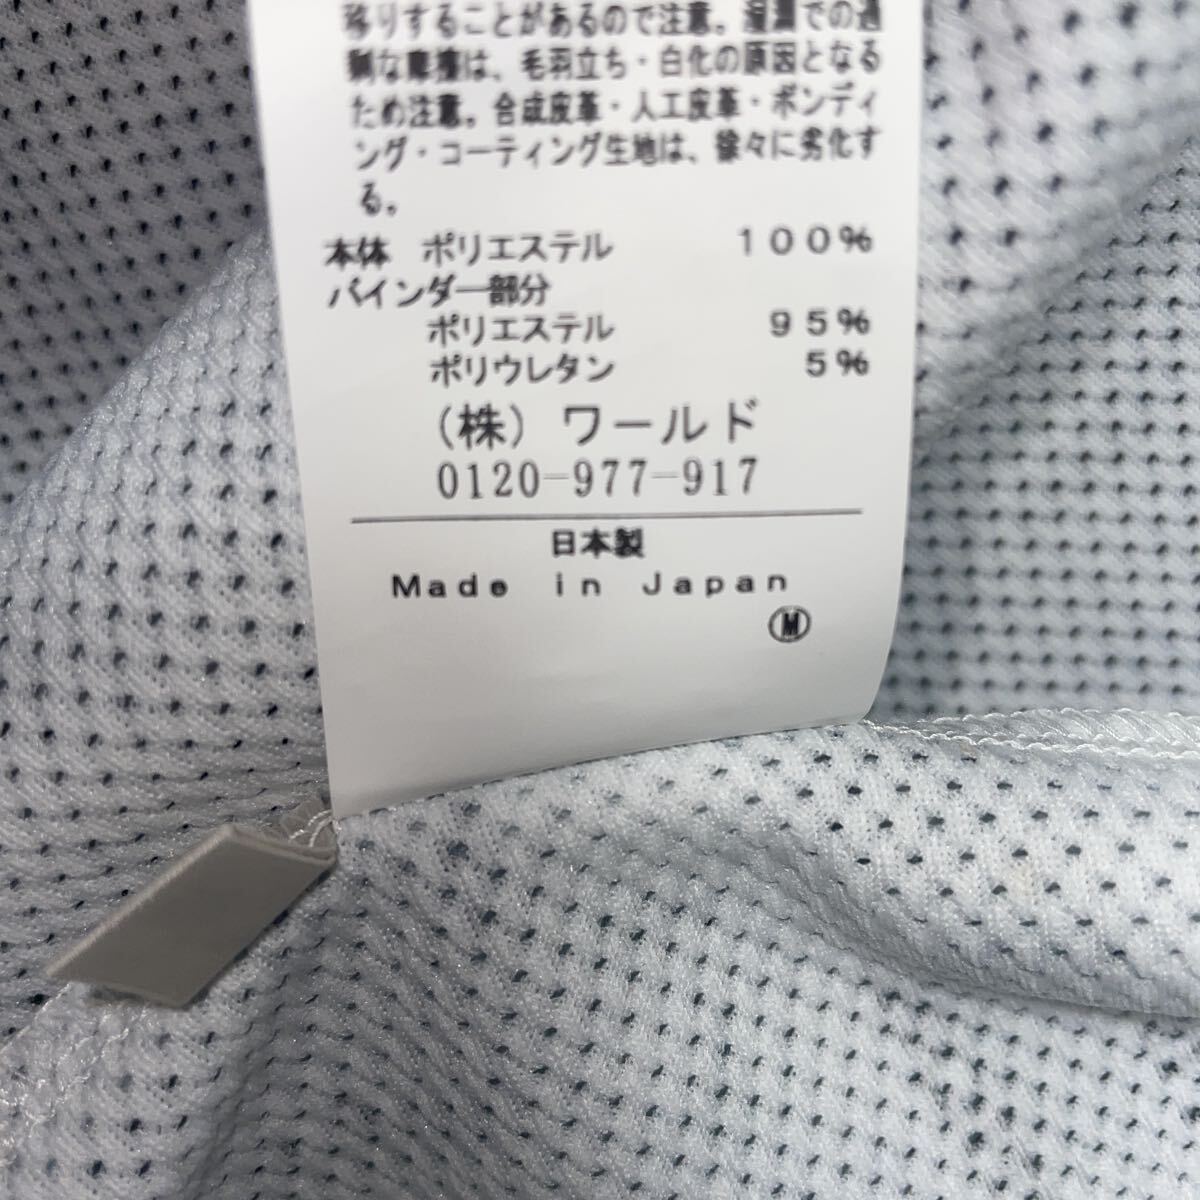 移りすることがあるので注意。湿潤での過
剰な摩擦は、毛羽立ち・白化の原因となる
ため注意。合成皮革・人工皮革・ボンディ
ング・コーティング生地は、徐々に劣化す
る。
本体 ポリエステル 100%
バインダー部分
ポリエステル 95%
ポリウレタン 5%
(株) ワールド
0120-977-917
日本製
Made in Japan
Ⓜ